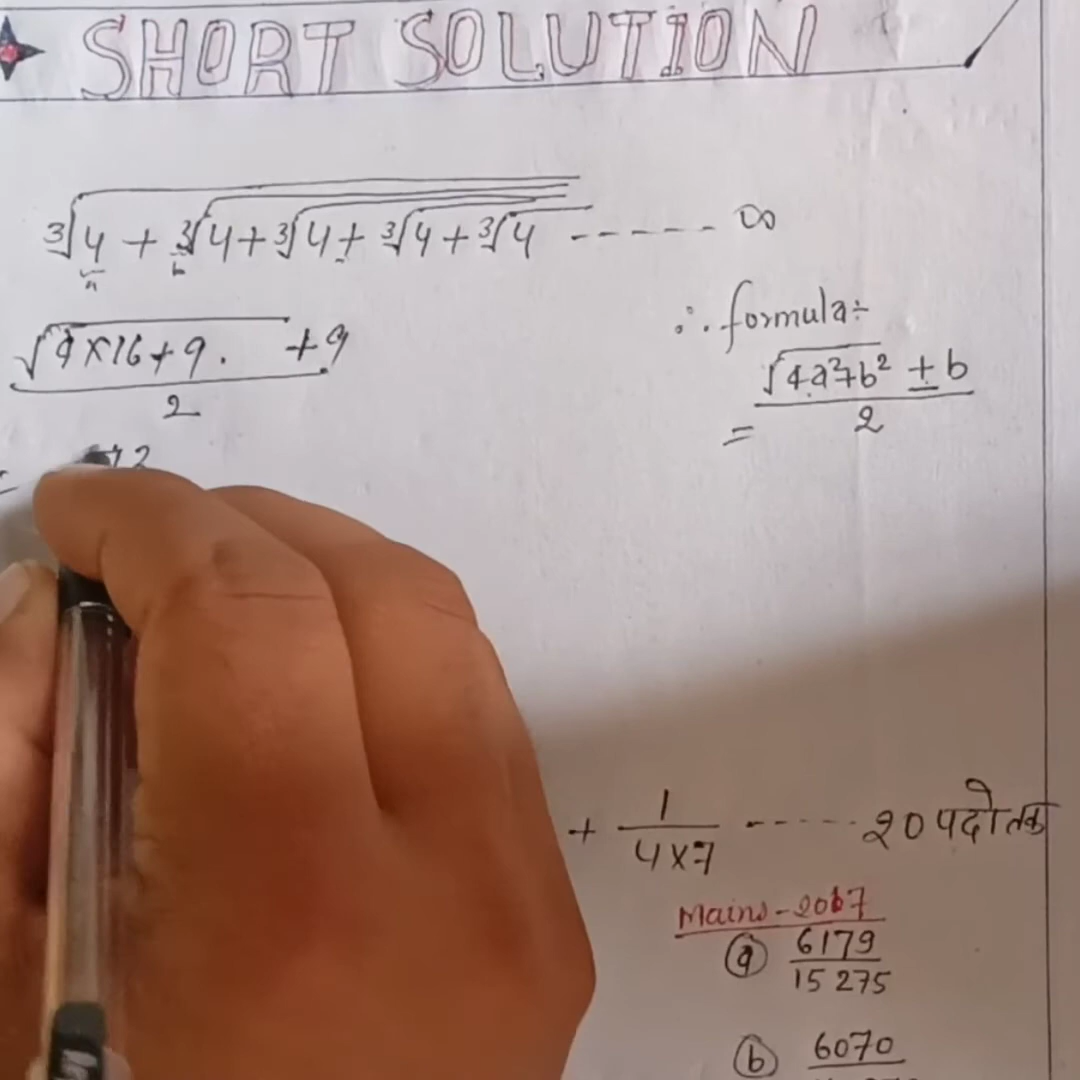 SHORT SOLUTION
∛4 + ∛4 + ∛4 + ∛4 + ∛4 ------ ∞
a b
∴ formula÷
√4×16+9. + 9
2
= √4a²+b² ± b
2
=
+ 1/4×7 ------ 20 पदो तक
Mains-2017
(a) 6179/15275
(b) 6070